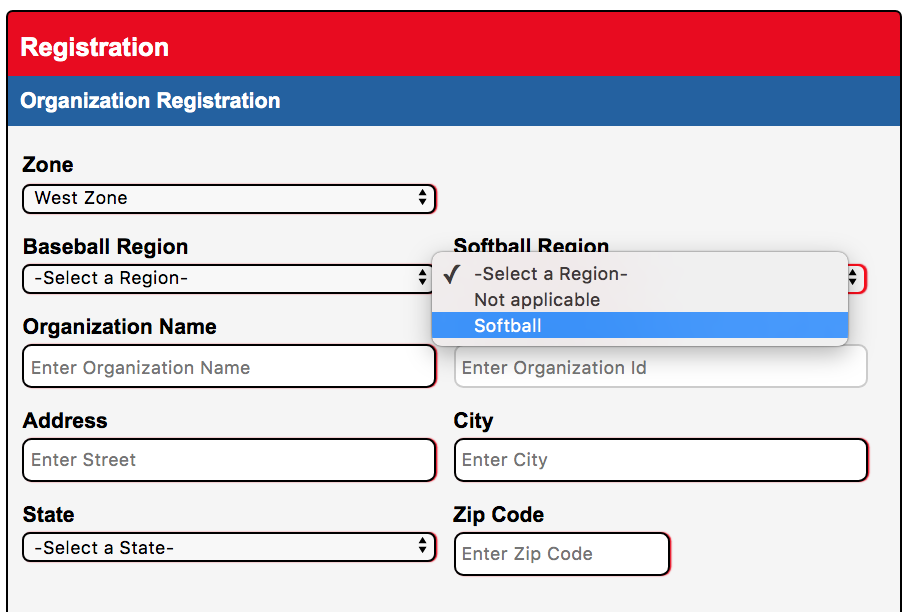 Registration
Organization Registration
Zone
West Zone
Baseball Region
Softball Region
-Select a Region-
✓ -Select a Region-
Not applicable
Softball
Organization Name
Enter Organization Name
Enter Organization Id
Address
City
Enter Street
Enter City
State
Zip Code
-Select a State-
Enter Zip Code